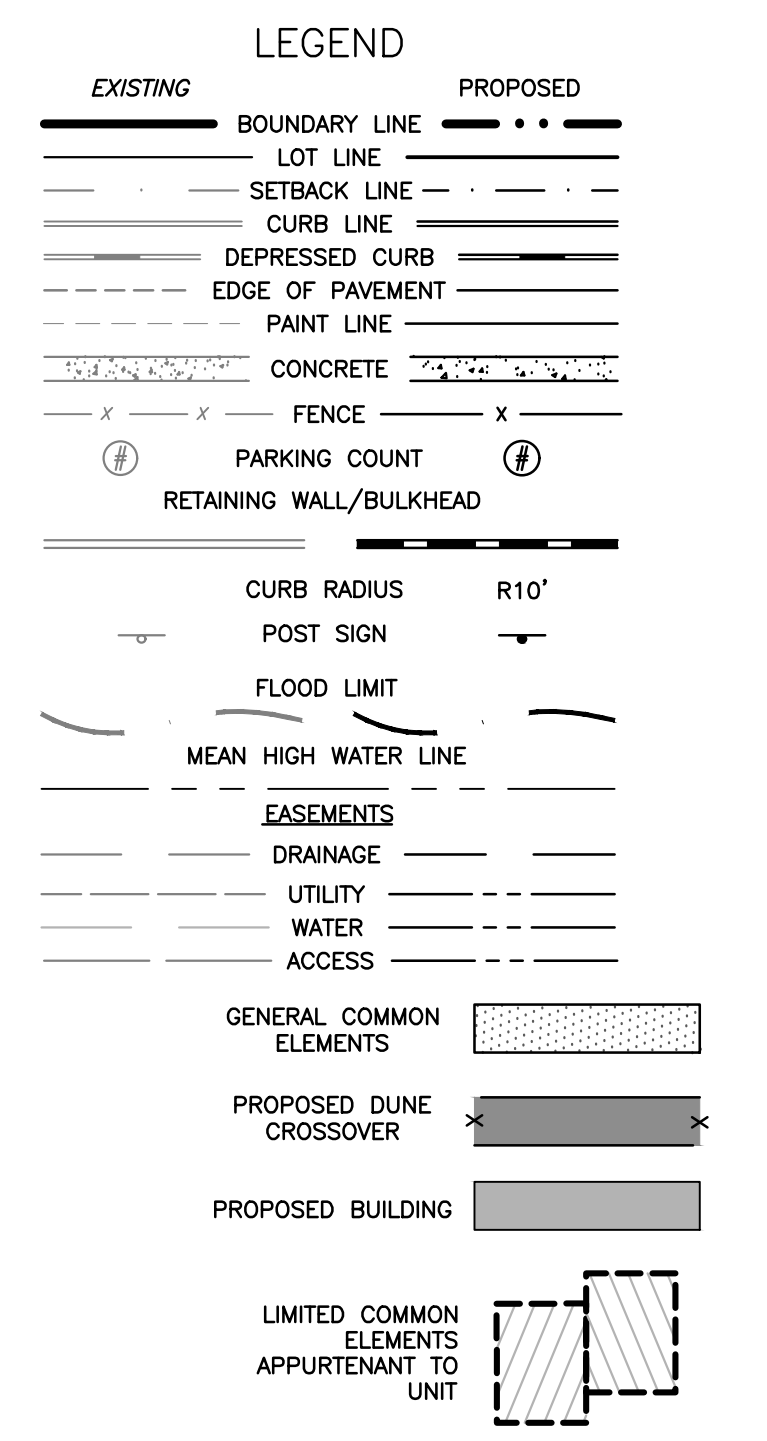 LEGEND
EXISTING PROPOSED
BOUNDARY LINE
LOT LINE
SETBACK LINE
CURB LINE
DEPRESSED CURB
EDGE OF PAVEMENT
PAINT LINE
CONCRETE
X X FENCE X
# PARKING COUNT #
RETAINING WALL/BULKHEAD
CURB RADIUS R10'
POST SIGN
FLOOD LIMIT
MEAN HIGH WATER LINE
EASEMENTS
DRAINAGE
UTILITY
WATER
ACCESS
GENERAL COMMON
ELEMENTS
PROPOSED DUNE
CROSSOVER
PROPOSED BUILDING
LIMITED COMMON
ELEMENTS
APPURTENANT TO
UNIT